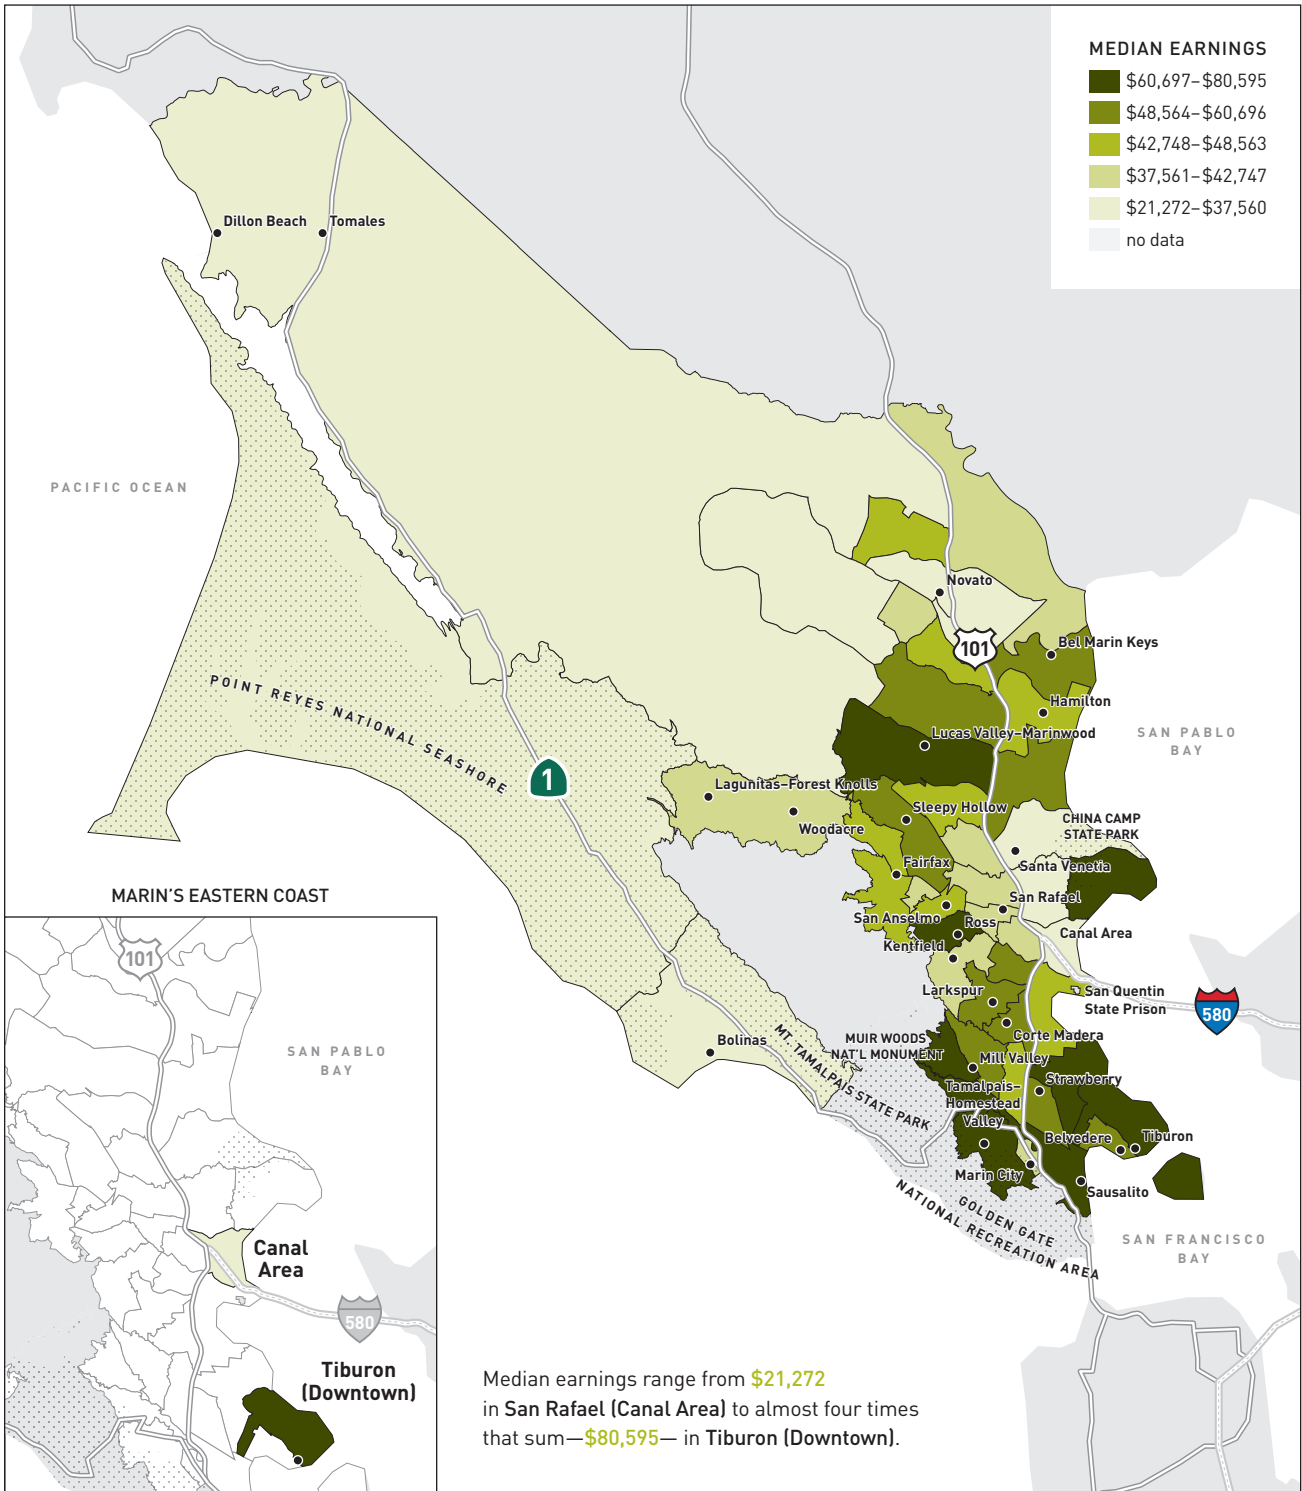 MEDIAN EARNINGS
$60,697–$80,595
$48,564–$60,696
$42,748–$48,563
$37,561–$42,747
$21,272–$37,560
no data
Dillon Beach
Tomales
PACIFIC OCEAN
Novato
101
Bel Marin Keys
POINT REYES NATIONAL SEASHORE
Hamilton
Lucas Valley–Marinwood
SAN PABLO
BAY
1
Lagunitas–Forest Knolls
Woodacre
Sleepy Hollow
CHINA CAMP
STATE PARK
Fairfax
Santa Venetia
San Rafael
San Anselmo
Ross
Canal Area
Kentfield
Larkspur
San Quentin
State Prison
580
Corte Madera
MUIR WOODS
NAT'L MONUMENT
Bolinas
MT. TAMALPAIS STATE PARK
Mill Valley
Strawberry
Tamalpais–
Homestead
Valley
Belvedere
Tiburon
Marin City
Sausalito
GOLDEN GATE
NATIONAL RECREATION AREA
SAN FRANCISCO
BAY
MARIN'S EASTERN COAST
101
SAN PABLO
BAY
Canal
Area
580
Tiburon
(Downtown)
Median earnings range from $21,272
in San Rafael (Canal Area) to almost four times
that sum—$80,595— in Tiburon (Downtown).